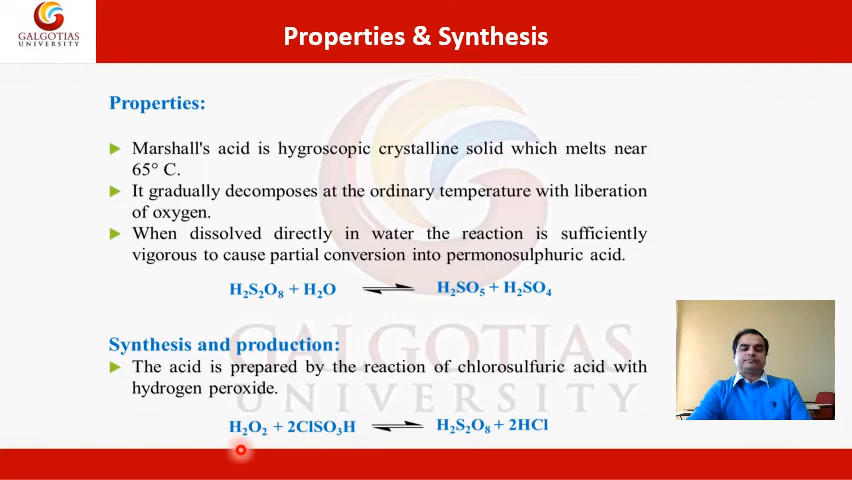 GALGOTIAS
UNIVERSITY
Properties & Synthesis
Properties:
Marshall's acid is hygroscopic crystalline solid which melts near
65° C.
It gradually decomposes at the ordinary temperature with liberation
of oxygen.
When dissolved directly in water the reaction is sufficiently
vigorous to cause partial conversion into permonosulphuric acid.
H₂S₂O₈ + H₂O ⇌ H₂SO₅ + H₂SO₄
Synthesis and production:
The acid is prepared by the reaction of chlorosulfuric acid with
hydrogen peroxide.
H₂O₂ + 2ClSO₃H ⇌ H₂S₂O₈ + 2HCl
GALGOTIAS
UNIVERSITY